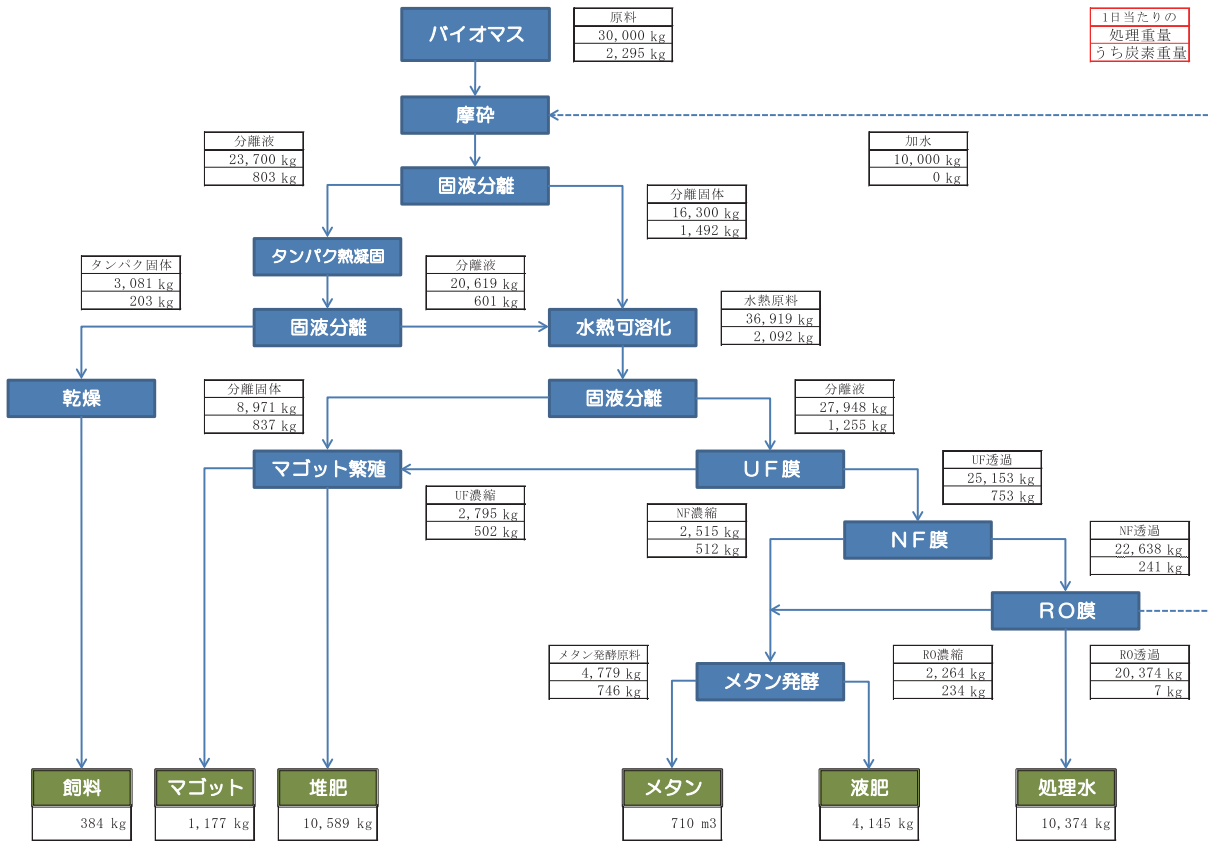 バイオマス
原料
30,000 kg
2,295 kg
1日当たりの
処理重量
うち炭素重量
摩砕
分離液
23,700 kg
803 kg
加水
10,000 kg
0 kg
固液分離
分離固体
16,300 kg
1,492 kg
タンパク熱凝固
タンパク固体
3,081 kg
203 kg
分離液
20,619 kg
601 kg
固液分離
水熱可溶化
水熱原料
36,919 kg
2,092 kg
乾燥
分離固体
8,971 kg
837 kg
固液分離
分離液
27,948 kg
1,255 kg
マゴット繁殖
UF膜
UF透過
25,153 kg
753 kg
UF濃縮
2,795 kg
502 kg
NF濃縮
2,515 kg
512 kg
NF膜
NF透過
22,638 kg
241 kg
RO膜
メタン発酵原料
4,779 kg
746 kg
メタン発酵
RO濃縮
2,264 kg
234 kg
RO透過
20,374 kg
7 kg
飼料
384 kg
マゴット
1,177 kg
堆肥
10,589 kg
メタン
710 m3
液肥
4,145 kg
処理水
10,374 kg